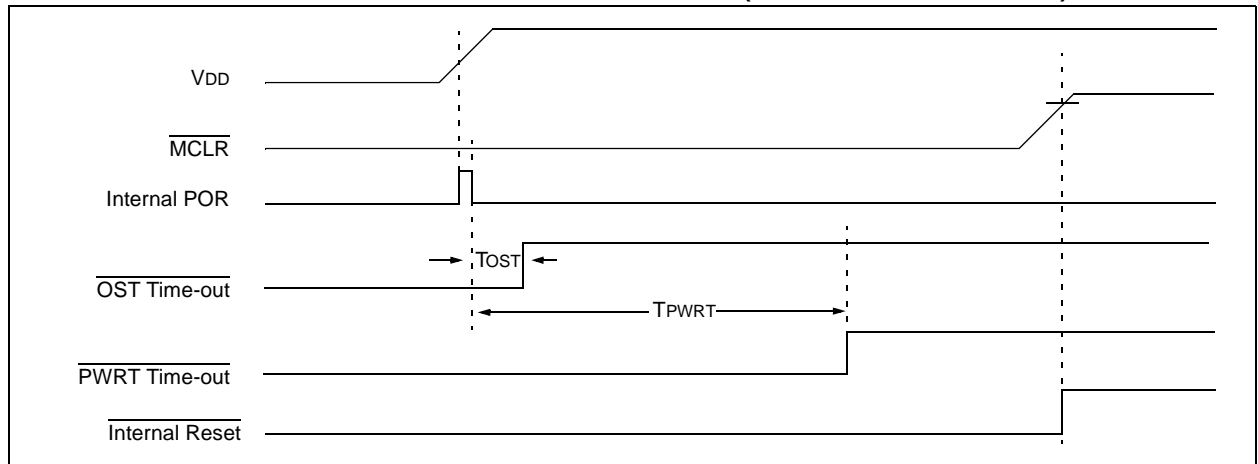 VDD
MCLR
Internal POR
TOST
OST Time-out
TPWRT
PWRT Time-out
Internal Reset